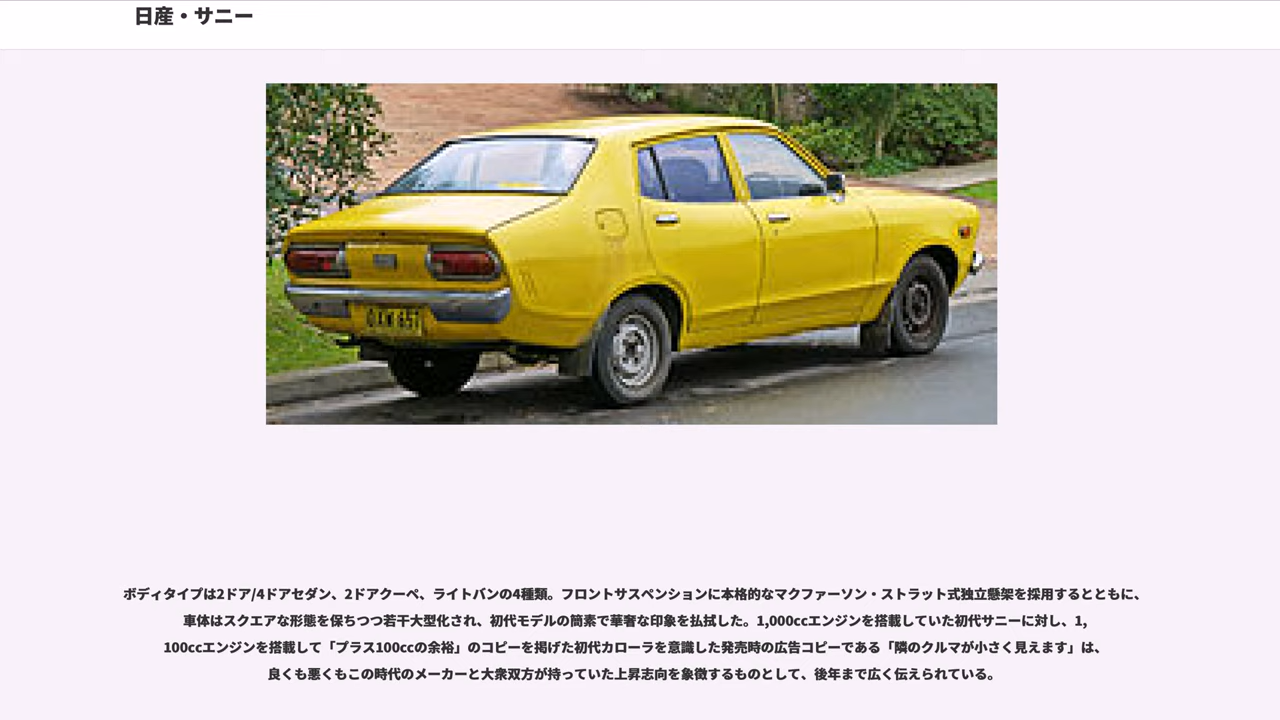 日産・サニー
ボディタイプは2ドア/4ドアセダン、2ドアクーペ、ライトバンの4種類。フロントサスペンションに本格的なマクファーソン・ストラット式独立懸架を採用するとともに、
車体はスクエアな形態を保ちつつ若干大型化され、初代モデルの簡素で華奢な印象を払拭した。1,000ccエンジンを搭載していた初代サニーに対し、1,
100ccエンジンを搭載して「プラス100ccの余裕」のコピーを掲げた初代カローラを意識した発売時の広告コピーである「隣のクルマが小さく見えます」は、
良くも悪くもこの時代のメーカーと大衆双方が持っていた上昇志向を象徴するものとして、後年まで広く伝えられている。